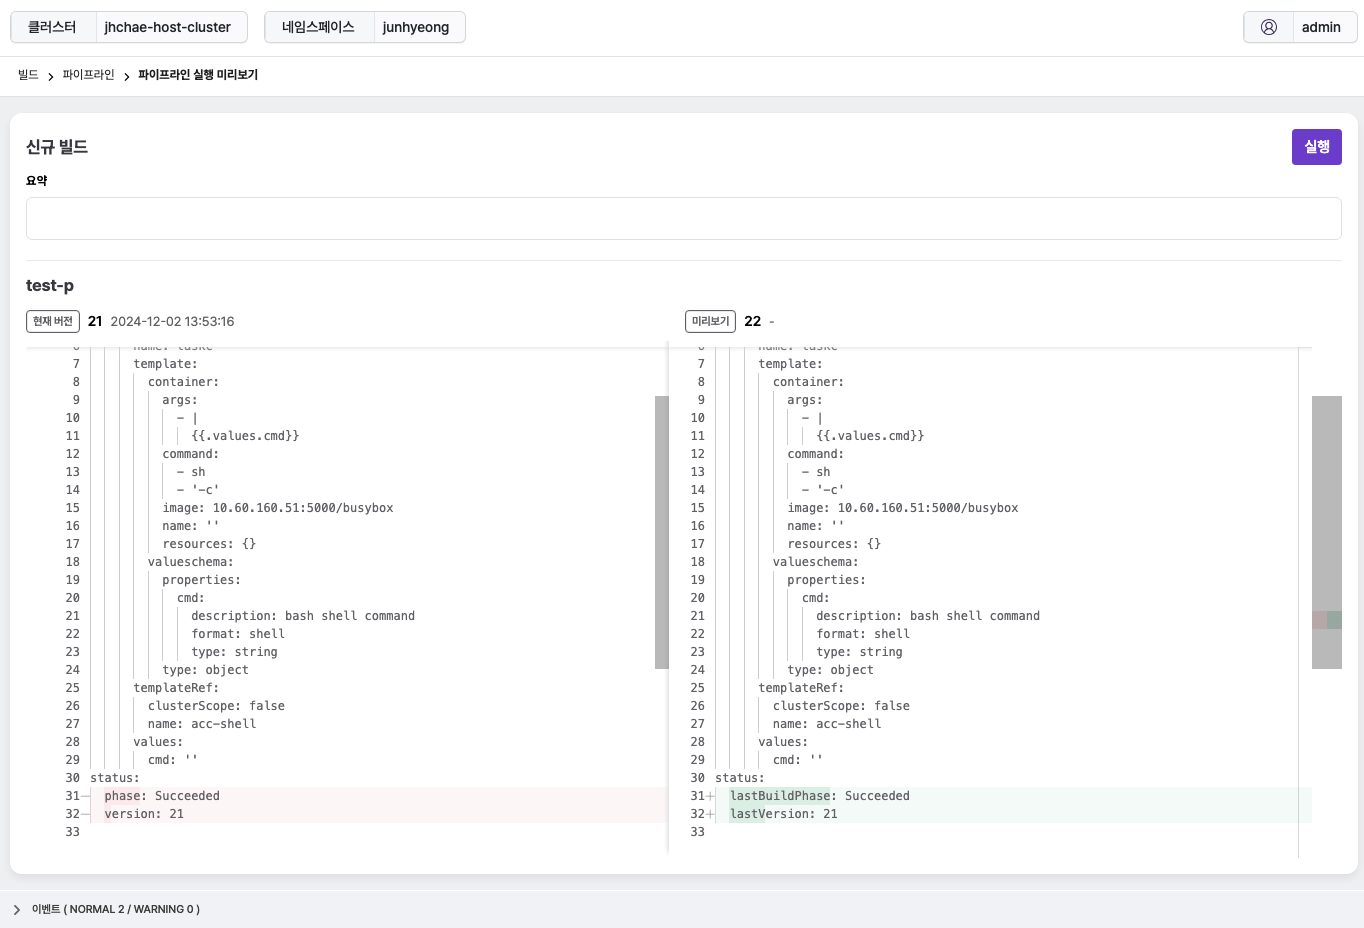 클러스터 jhchae-host-cluster 네임스페이스 junhyeong admin
빌드 파이프라인 파이프라인 실행 미리보기
신규 빌드 실행
요약
test-p
현재 버전 21 2024-12-02 13:53:16
7 template:
8 container:
9 args:
10 - |
11 {{.values.cmd}}
12 command:
13 - sh
14 - '-c'
15 image: 10.60.160.51:5000/busybox
16 name: ''
17 resources: {}
18 valueschema:
19 properties:
20 cmd:
21 description: bash shell command
22 format: shell
23 type: string
24 type: object
25 templateRef:
26 clusterScope: false
27 name: acc-shell
28 values:
29 cmd: ''
30 status:
31- phase: Succeeded
32- version: 21
33
미리보기 22 -
7 template:
8 container:
9 args:
10 - |
11 {{.values.cmd}}
12 command:
13 - sh
14 - '-c'
15 image: 10.60.160.51:5000/busybox
16 name: ''
17 resources: {}
18 valueschema:
19 properties:
20 cmd:
21 description: bash shell command
22 format: shell
23 type: string
24 type: object
25 templateRef:
26 clusterScope: false
27 name: acc-shell
28 values:
29 cmd: ''
30 status:
31+ lastBuildPhase: Succeeded
32+ lastVersion: 21
33
이벤트 ( NORMAL 2 / WARNING 0 )